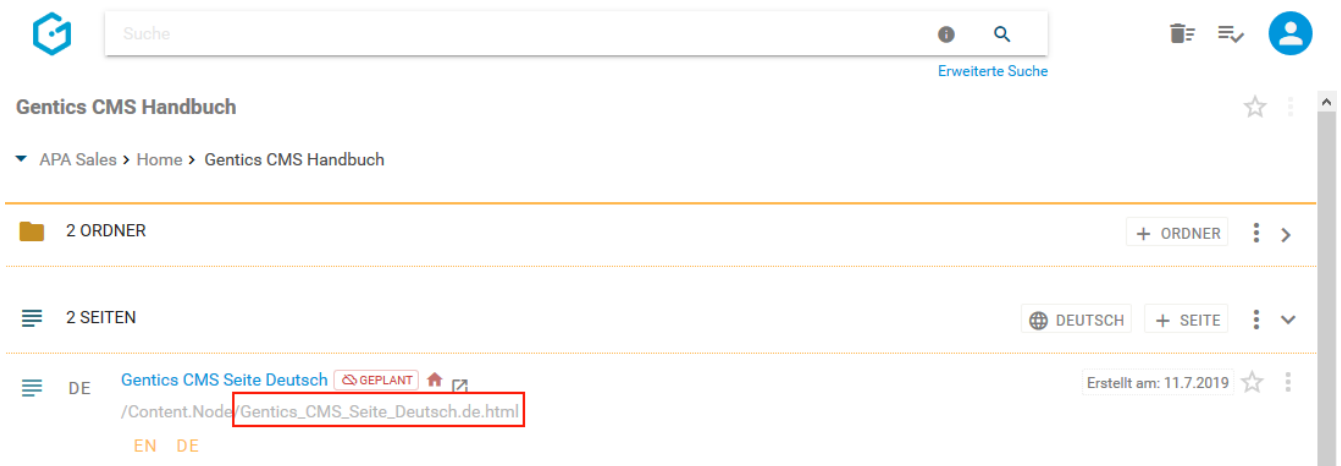 Suche
Erweiterte Suche
Gentics CMS Handbuch
APA Sales > Home > Gentics CMS Handbuch
2 ORDNER + ORDNER
2 SEITEN DEUTSCH + SEITE
DE Gentics CMS Seite Deutsch GEPLANT Erstellt am: 11.7.2019
/Content.Node/Gentics_CMS_Seite_Deutsch.de.html
EN DE